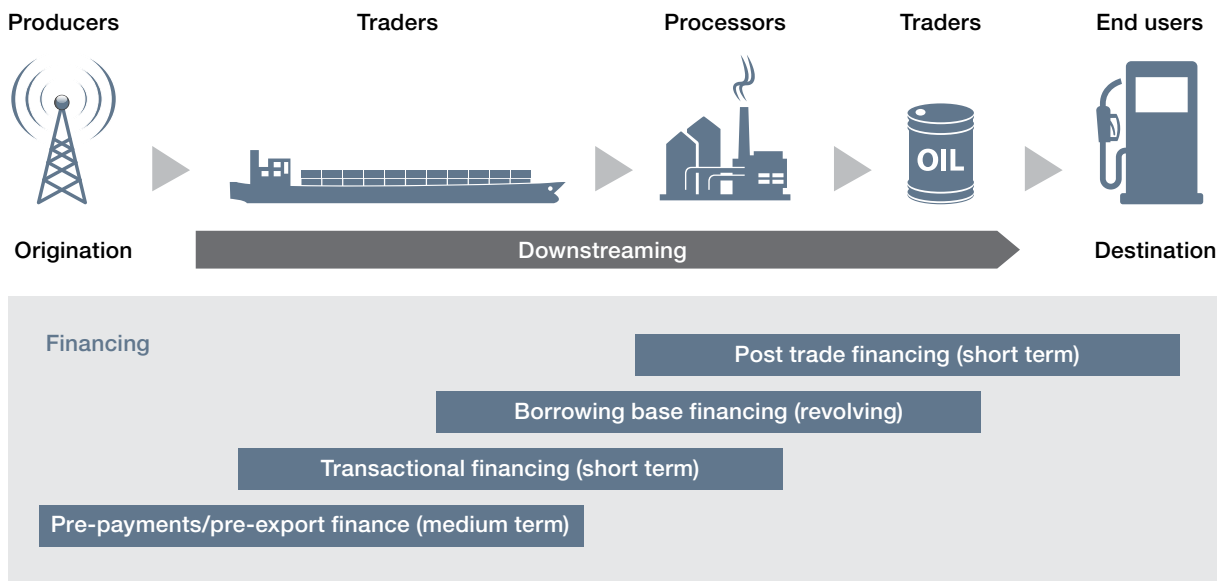 Producers
Traders
Processors
Traders
End users
OIL
Origination
Downstreaming
Destination
Financing
Post trade financing (short term)
Borrowing base financing (revolving)
Transactional financing (short term)
Pre-payments/pre-export finance (medium term)